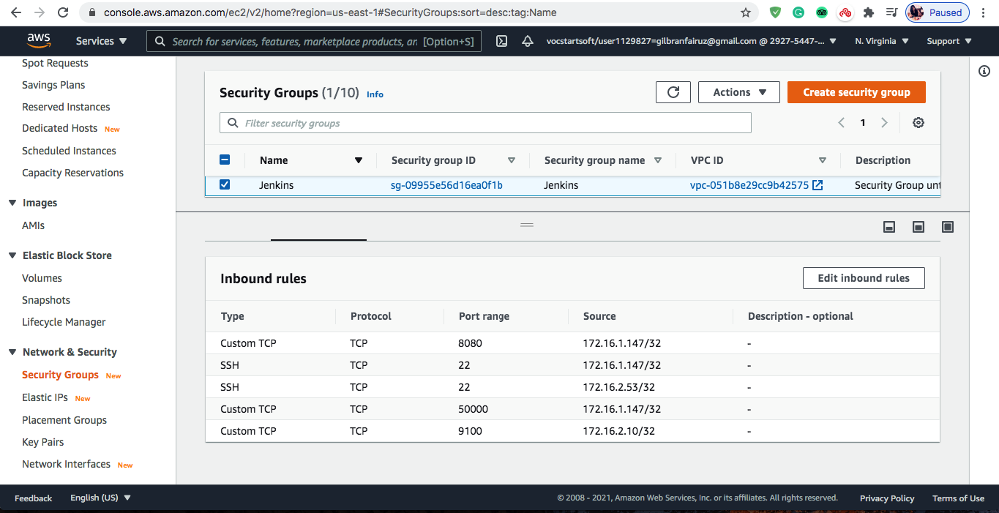 console.aws.amazon.com/ec2/v2/home?region=us-east-1#SecurityGroups:sort=desc:tag:Name
Paused
aws
Services
Search for services, features, marketplace products, an [Option+S]
vocstartsoft/user1129827=gilbranfairuz@gmail.com @ 2927-5447-...
N. Virginia
Support
Spot Requests
Savings Plans
Reserved Instances
Dedicated Hosts New
Scheduled Instances
Capacity Reservations
Images
AMIs
Elastic Block Store
Volumes
Snapshots
Lifecycle Manager
Network & Security
Security Groups New
Elastic IPs New
Placement Groups
Key Pairs
Network Interfaces New
Security Groups (1/10) Info
Actions
Create security group
Filter security groups
1
Name Security group ID Security group name VPC ID Description
Jenkins sg-09955e56d16ea0f1b Jenkins vpc-051b8e29cc9b42575 Security Group unt
Inbound rules
Edit inbound rules
Type Protocol Port range Source Description - optional
Custom TCP TCP 8080 172.16.1.147/32 -
SSH TCP 22 172.16.1.147/32 -
SSH TCP 22 172.16.2.53/32 -
Custom TCP TCP 50000 172.16.1.147/32 -
Custom TCP TCP 9100 172.16.2.10/32 -
Feedback
English (US)
© 2008 - 2021, Amazon Web Services, Inc. or its affiliates. All rights reserved.
Privacy Policy
Terms of Use